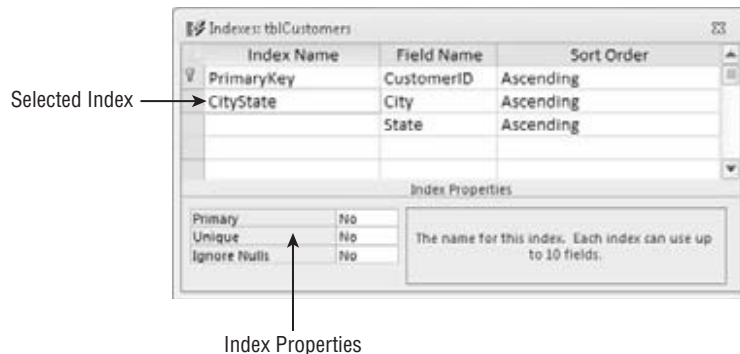 Indexes: tblCustomers
Index Name Field Name Sort Order
PrimaryKey CustomerID Ascending
Selected Index
CityState City Ascending
State Ascending
Index Properties
Primary No
Unique No
Ignore Nulls No
The name for this index. Each index can use up
to 10 fields.
Index Properties